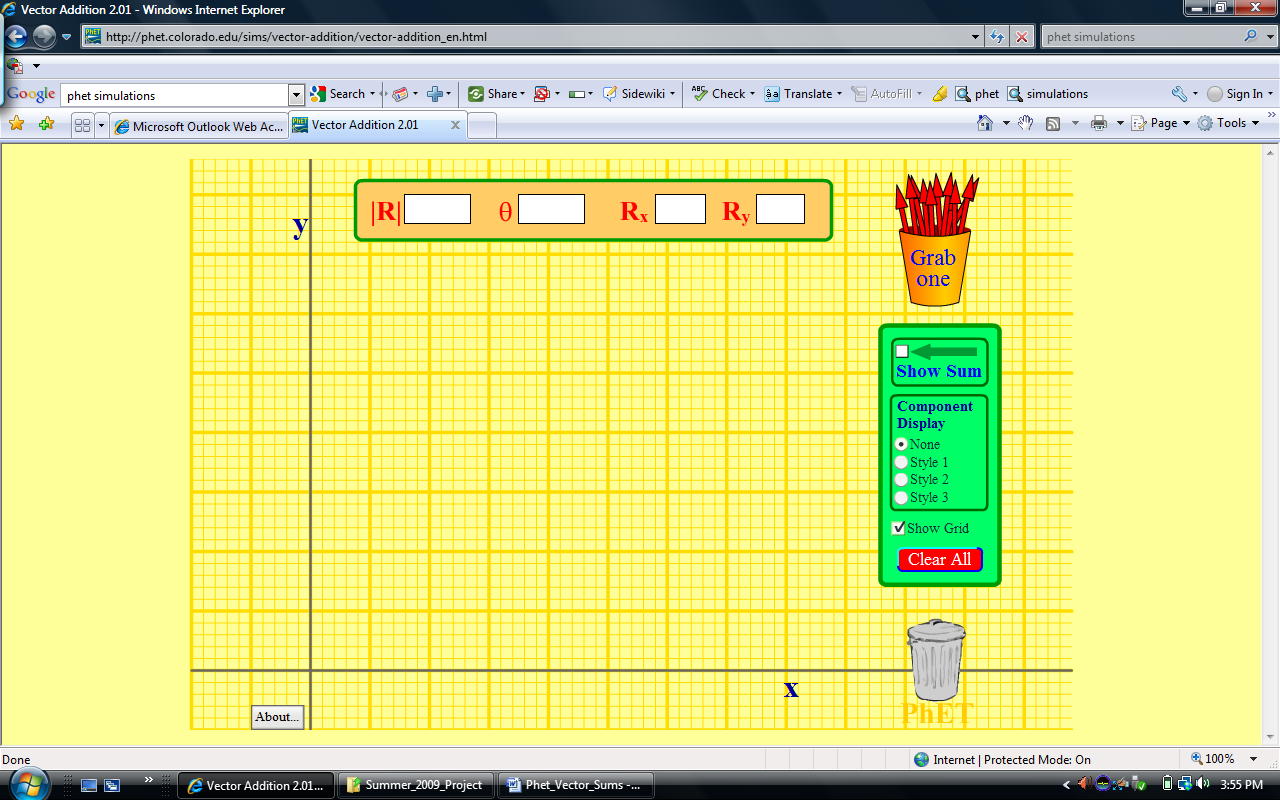 Vector Addition 2.01 - Windows Internet Explorer
http://phet.colorado.edu/sims/vector-addition/vector-addition_en.html
phet simulations
Google phet simulations Search Share Sidewiki Check Translate AutoFill phet simulations Sign In
Microsoft Outlook Web Ac... Vector Addition 2.01 Page Tools
y
|R| θ Rx Ry
Grab
one
Show Sum
Component
Display
None
Style 1
Style 2
Style 3
Show Grid
Clear All
x
About...
PhET
Done Internet | Protected Mode: On 100%
Vector Addition 2.01... Summer_2009_Project Phet_Vector_Sums -... 3:55 PM